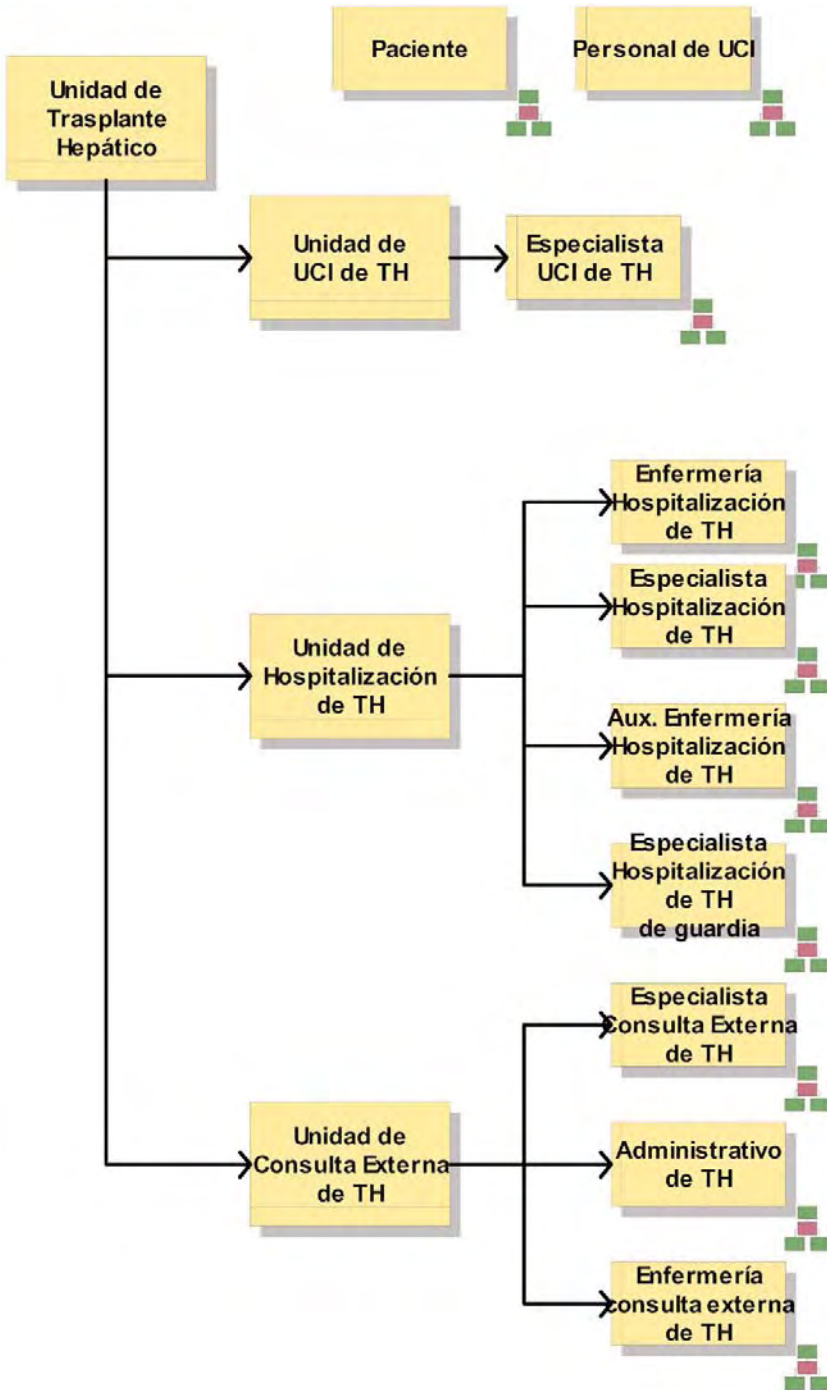 Paciente
Personal de UCI
Unidad de
Trasplante
Hepático
Unidad de
UCI de TH
Especialista
UCI de TH
Enfermería
Hospitalización
de TH
Especialista
Hospitalización
de TH
Unidad de
Hospitalización
de TH
Aux. Enfermería
Hospitalización
de TH
Especialista
Hospitalización
de TH
de guardia
Especialista
Consulta Externa
de TH
Unidad de
Consulta Externa
de TH
Administrativo
de TH
Enfermería
consulta externa
de TH